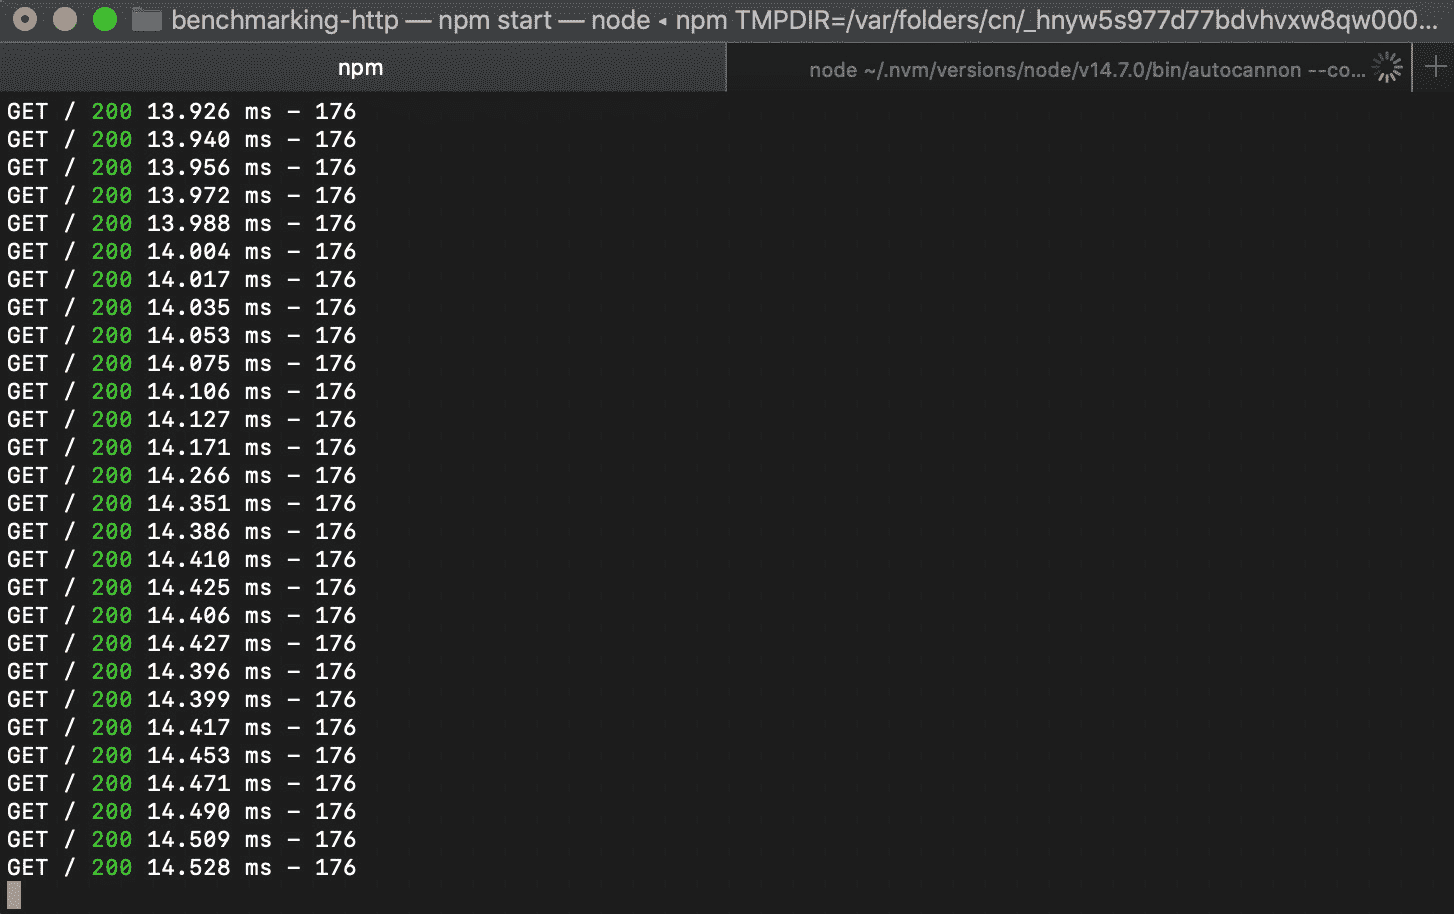 benchmarking-http — npm start — node ◂ npm TMPDIR=/var/folders/cn/_hnyw5s977d77bdvhvxw8qw000...
npm
node ~/.nvm/versions/node/v14.7.0/bin/autocannon --co...
GET / 200 13.926 ms - 176
GET / 200 13.940 ms - 176
GET / 200 13.956 ms - 176
GET / 200 13.972 ms - 176
GET / 200 13.988 ms - 176
GET / 200 14.004 ms - 176
GET / 200 14.017 ms - 176
GET / 200 14.035 ms - 176
GET / 200 14.053 ms - 176
GET / 200 14.075 ms - 176
GET / 200 14.106 ms - 176
GET / 200 14.127 ms - 176
GET / 200 14.171 ms - 176
GET / 200 14.266 ms - 176
GET / 200 14.351 ms - 176
GET / 200 14.386 ms - 176
GET / 200 14.410 ms - 176
GET / 200 14.425 ms - 176
GET / 200 14.406 ms - 176
GET / 200 14.427 ms - 176
GET / 200 14.396 ms - 176
GET / 200 14.399 ms - 176
GET / 200 14.417 ms - 176
GET / 200 14.453 ms - 176
GET / 200 14.471 ms - 176
GET / 200 14.490 ms - 176
GET / 200 14.509 ms - 176
GET / 200 14.528 ms - 176